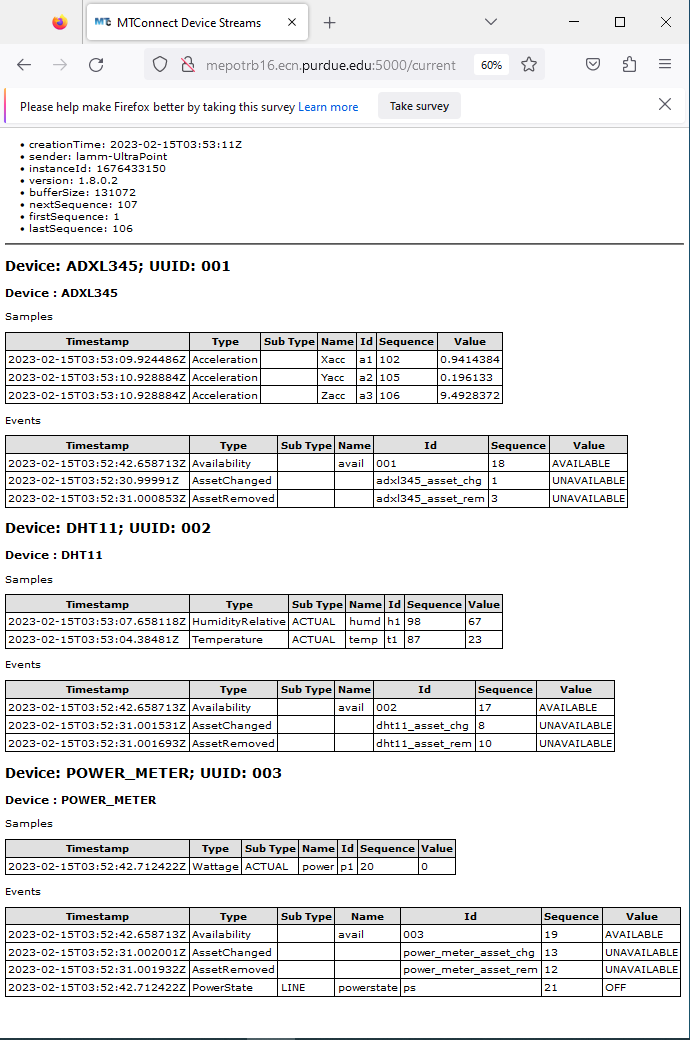 MTConnect Device Streams
mepotrb16.ecn.purdue.edu:5000/current 60%
Please help make Firefox better by taking this survey Learn more Take survey
• creationTime: 2023-02-15T03:53:11Z
• sender: lamm-UltraPoint
• instanceId: 1676433150
• version: 1.8.0.2
• bufferSize: 131072
• nextSequence: 107
• firstSequence: 1
• lastSequence: 106
Device: ADXL345; UUID: 001
Device : ADXL345
Samples
Timestamp Type Sub Type Name Id Sequence Value
2023-02-15T03:53:09.924486Z Acceleration Xacc a1 102 0.9414384
2023-02-15T03:53:10.928884Z Acceleration Yacc a2 105 0.196133
2023-02-15T03:53:10.928884Z Acceleration Zacc a3 106 9.4928372
Events
Timestamp Type Sub Type Name Id Sequence Value
2023-02-15T03:52:42.658713Z Availability avail 001 18 AVAILABLE
2023-02-15T03:52:30.99991Z AssetChanged adxl345_asset_chg 1 UNAVAILABLE
2023-02-15T03:52:31.000853Z AssetRemoved adxl345_asset_rem 3 UNAVAILABLE
Device: DHT11; UUID: 002
Device : DHT11
Samples
Timestamp Type Sub Type Name Id Sequence Value
2023-02-15T03:53:07.658118Z HumidityRelative ACTUAL humd h1 98 67
2023-02-15T03:53:04.38481Z Temperature ACTUAL temp t1 87 23
Events
Timestamp Type Sub Type Name Id Sequence Value
2023-02-15T03:52:42.658713Z Availability avail 002 17 AVAILABLE
2023-02-15T03:52:31.001531Z AssetChanged dht11_asset_chg 8 UNAVAILABLE
2023-02-15T03:52:31.001693Z AssetRemoved dht11_asset_rem 10 UNAVAILABLE
Device: POWER_METER; UUID: 003
Device : POWER_METER
Samples
Timestamp Type Sub Type Name Id Sequence Value
2023-02-15T03:52:42.712422Z Wattage ACTUAL power p1 20 0
Events
Timestamp Type Sub Type Name Id Sequence Value
2023-02-15T03:52:42.658713Z Availability avail 003 19 AVAILABLE
2023-02-15T03:52:31.002001Z AssetChanged power_meter_asset_chg 13 UNAVAILABLE
2023-02-15T03:52:31.001932Z AssetRemoved power_meter_asset_rem 12 UNAVAILABLE
2023-02-15T03:52:42.712422Z PowerState LINE powerstate ps 21 OFF